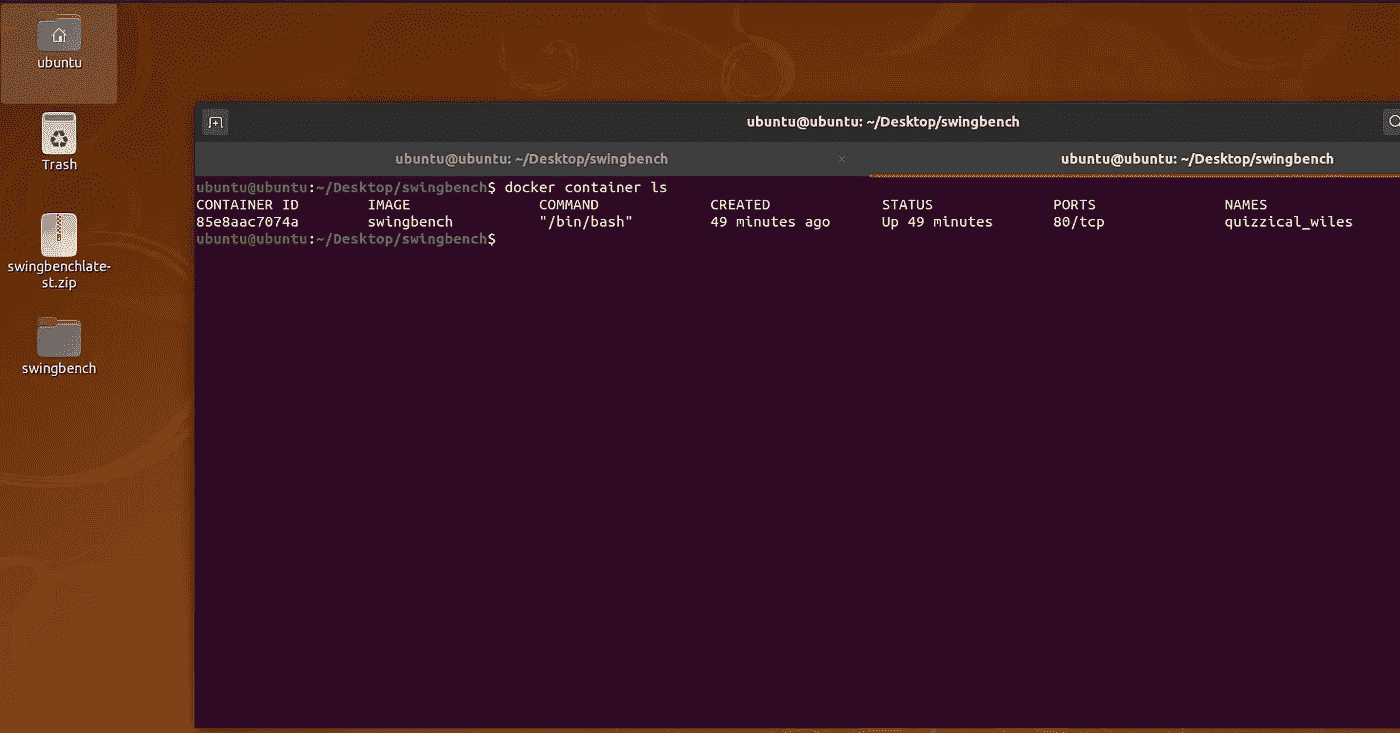 ubuntu
Trash
swingbenchlate-
st.zip
swingbench
ubuntu@ubuntu: ~/Desktop/swingbench
ubuntu@ubuntu: ~/Desktop/swingbench × ubuntu@ubuntu: ~/Desktop/swingbench
ubuntu@ubuntu:~/Desktop/swingbench$ docker container ls
CONTAINER ID IMAGE COMMAND CREATED STATUS PORTS NAMES
85e8aac7074a swingbench "/bin/bash" 49 minutes ago Up 49 minutes 80/tcp quizzical_wiles
ubuntu@ubuntu:~/Desktop/swingbench$